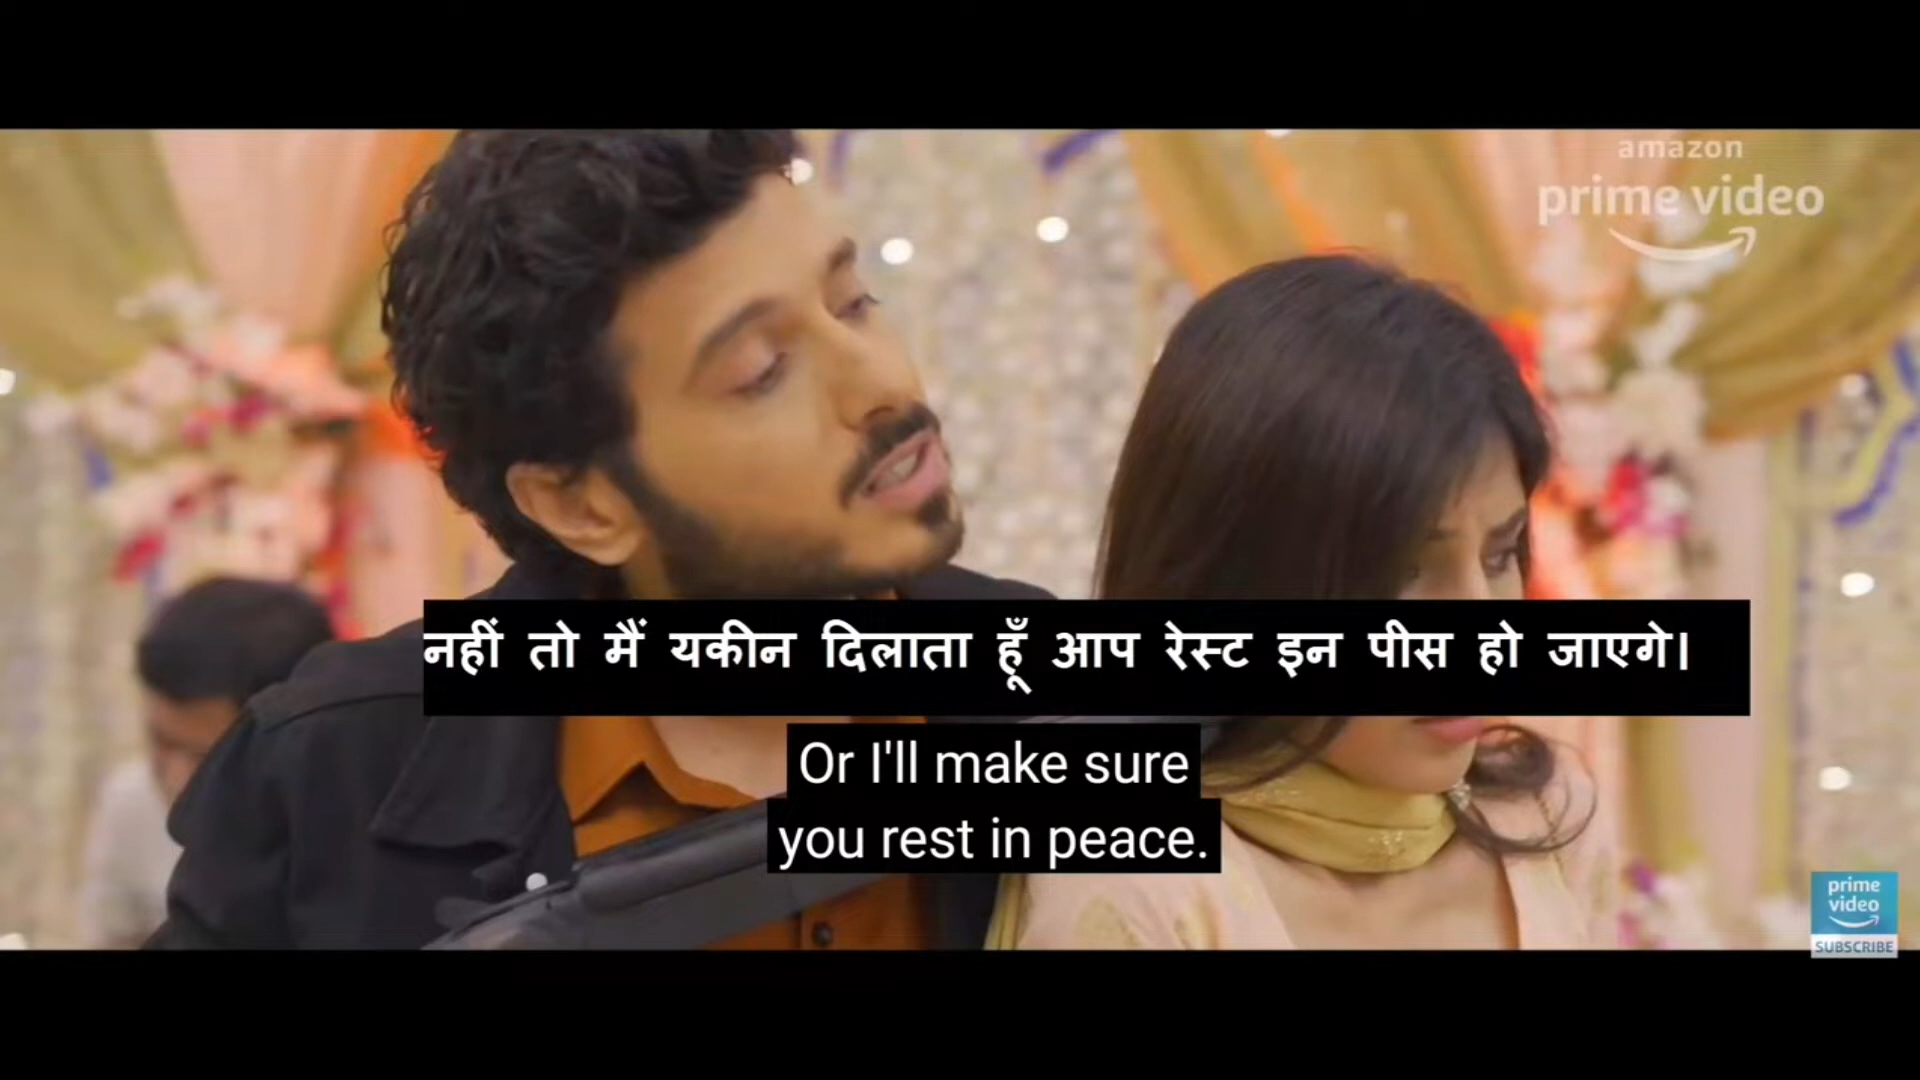 amazon
prime video
नहीं तो मैं यकीन दिलाता हूँ आप रेस्ट इन पीस हो जाएगे।
Or I'll make sure
you rest in peace.
prime
video
SUBSCRIBE